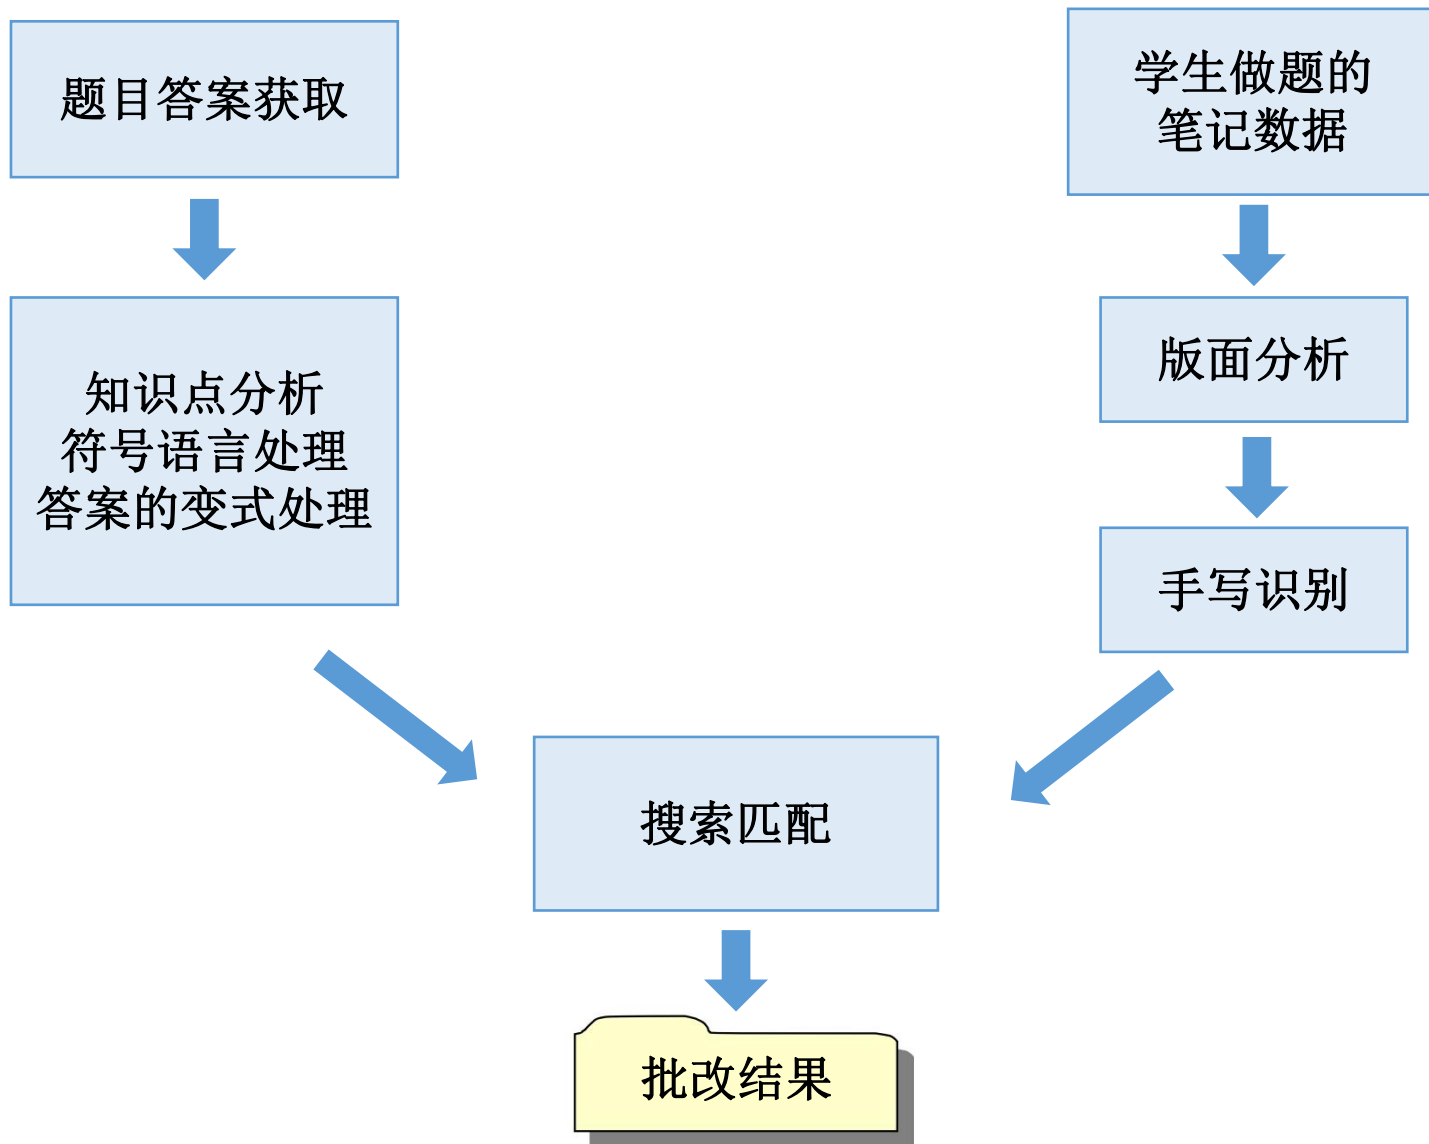 题目答案获取
学生做题的
笔记数据
知识点分析
符号语言处理
答案的变式处理
版面分析
手写识别
搜索匹配
批改结果